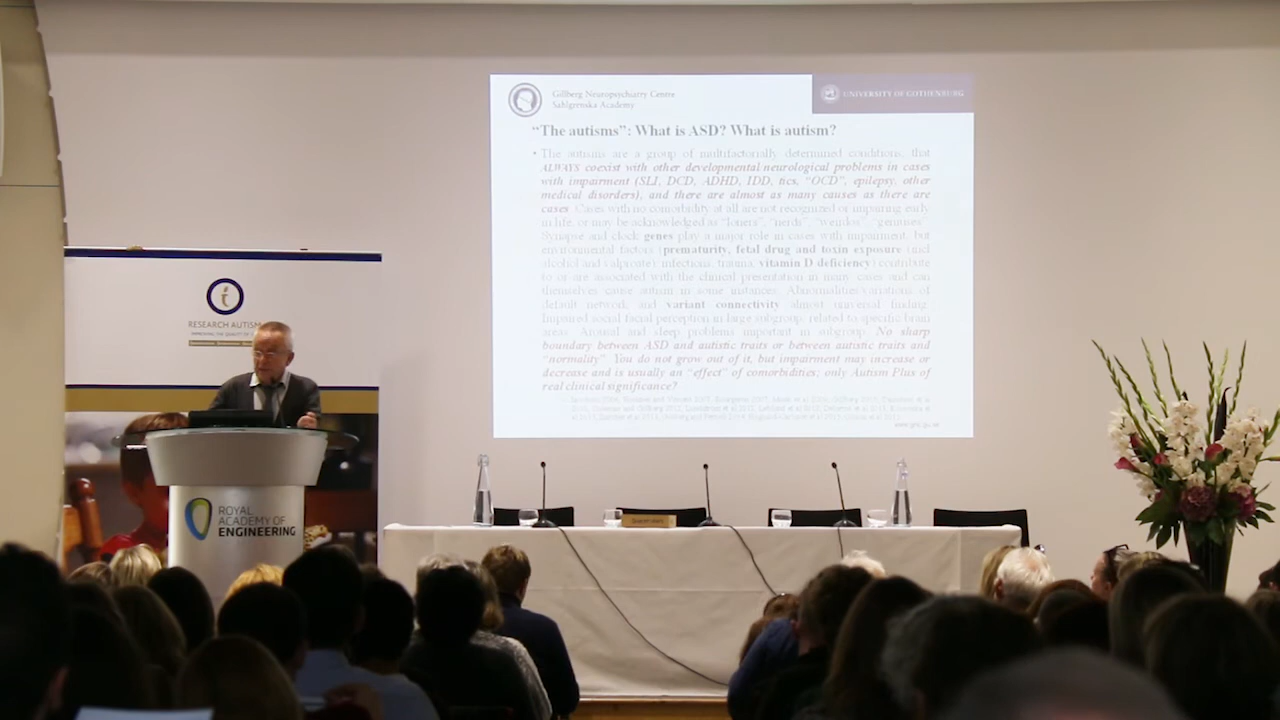 Gillberg Neuropsychiatry Centre
Sahlgrenska Academy
UNIVERSITY OF GOTHENBURG
“The autisms”: What is ASD? What is autism?
• The autisms are a group of multifactorially determined conditions, that
ALWAYS coexist with other developmental neurological problems in cases
with impairment (SLI, DCD, ADHD, IDD, tics, “OCD”, epilepsy, other
medical disorders), and there are almost as many causes as there are
cases. Cases with no comorbidity at all are not recognized or impairing early
in life, or may be acknowledged as “loners”, “nerds”, “weirdos”, “geniuses”.
Synapse and clock genes play a major role in cases with impairment, but
environmental factors (prematurity, fetal drug and toxin exposure (incl
alcohol and valproate), infections, trauma, vitamin D deficiency) contribute
to or are associated with the clinical presentation in many cases and can
themselves cause autism in some instances. Abnormalities/variations of
default network and variant connectivity almost universal finding.
Impaired social facial perception in large subgroup, related to specific brain
areas. Arousal and sleep problems important in subgroup. No sharp
boundary between ASD and autistic traits or between autistic traits and
“normality”. You do not grow out of it, but impairment may increase or
decrease and is usually an “effect” of comorbidities; only Autism Plus of
real clinical significance?
www.gnc.gu.se
RESEARCH AUTISM
ROYAL
ACADEMY OF
ENGINEERING